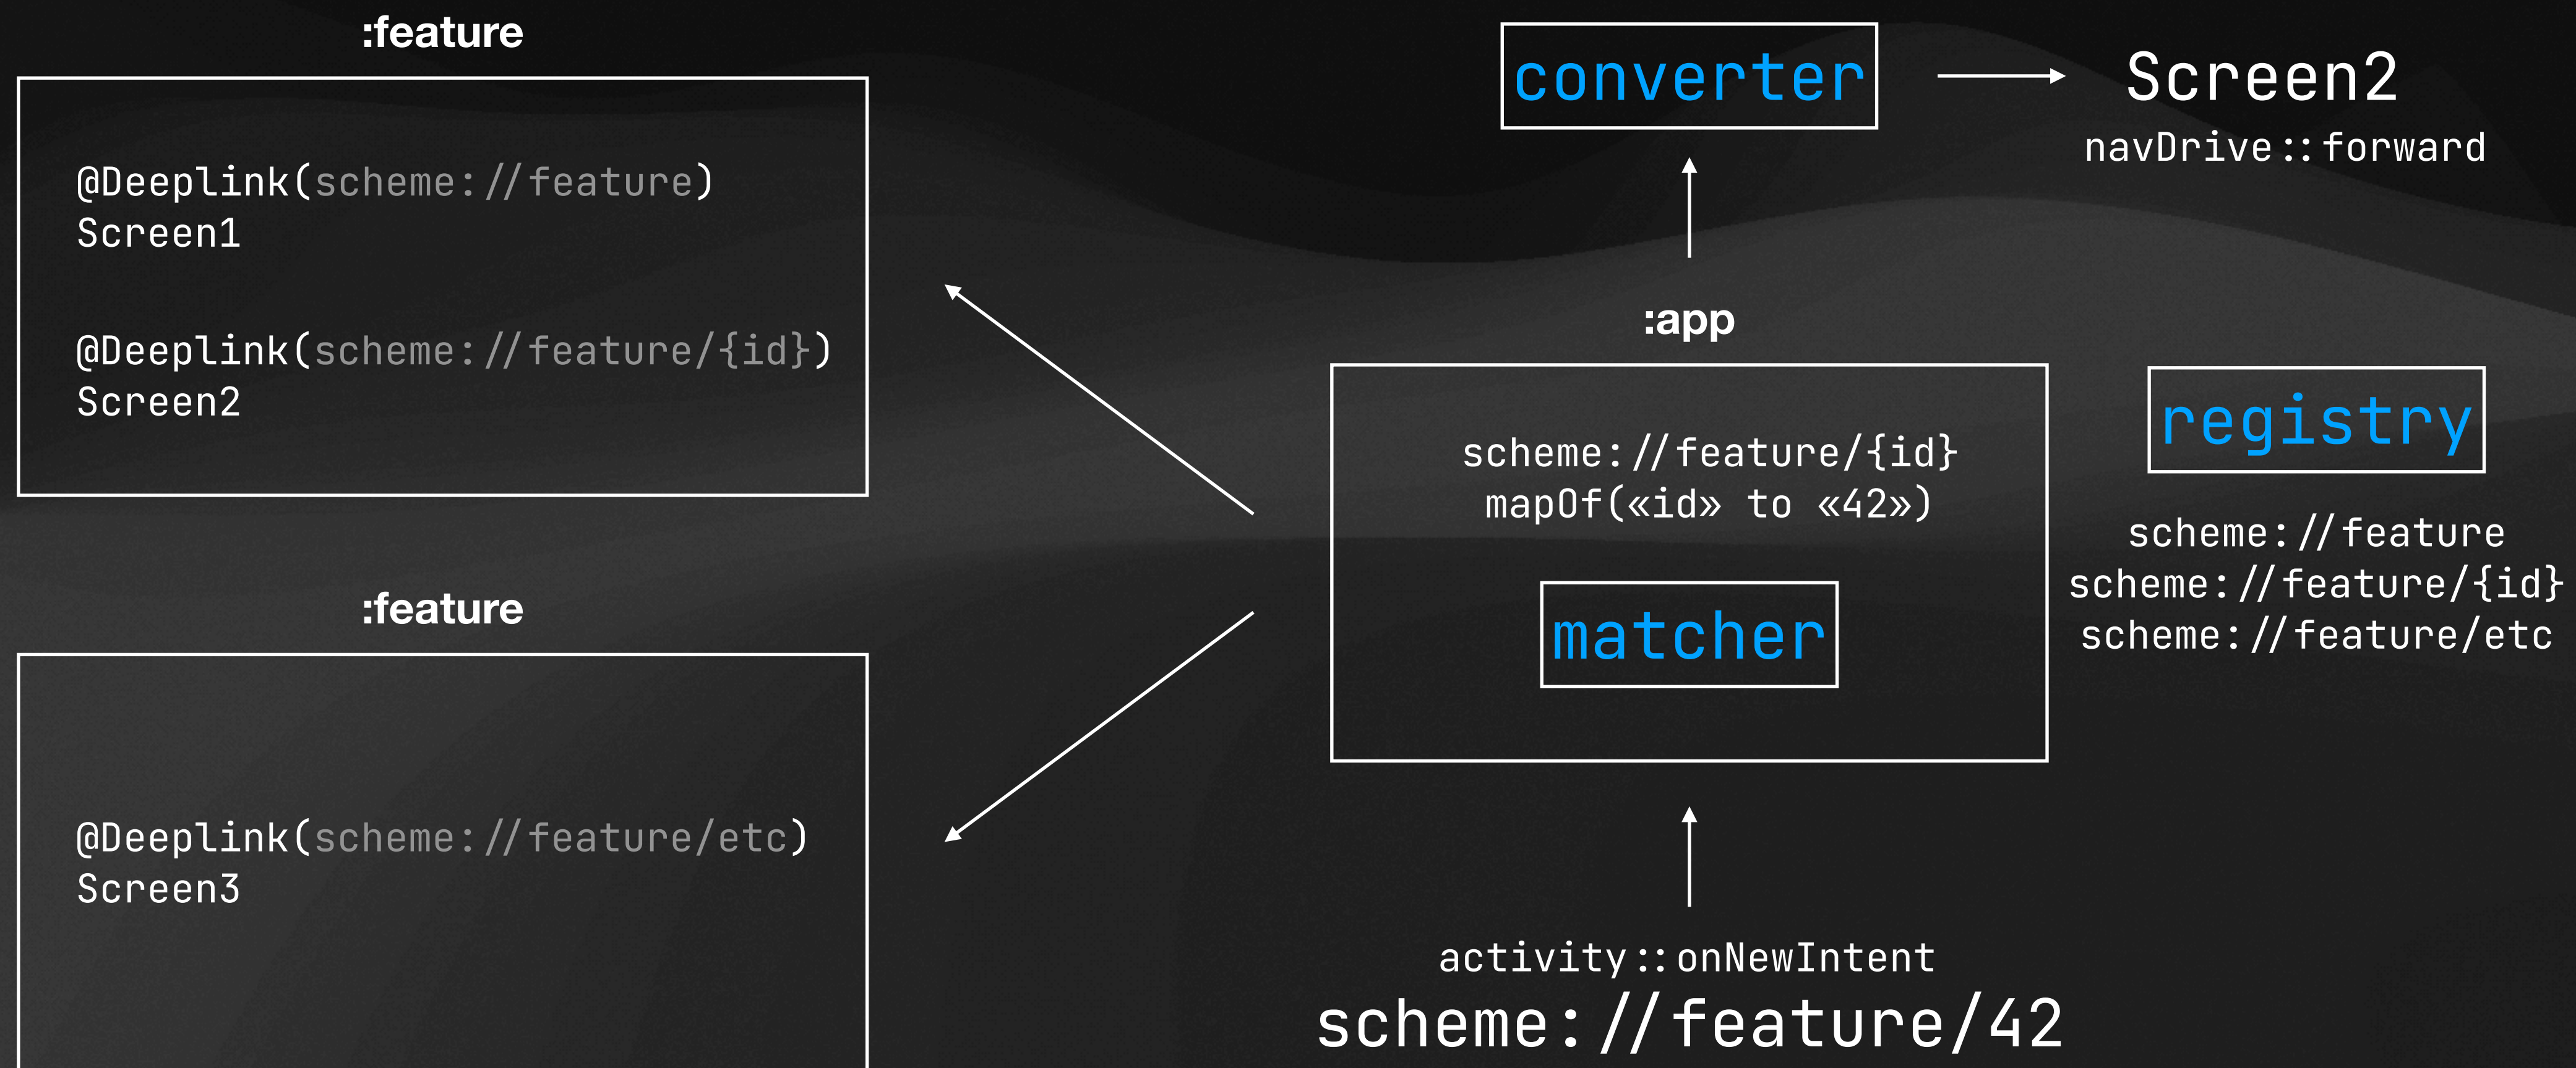 :feature
@Deeplink(scheme://feature)
Screen1
@Deeplink(scheme://feature/{id})
Screen2
:feature
@Deeplink(scheme://feature/etc)
Screen3
converter
Screen2
navDrive::forward
:app
scheme://feature/{id}
mapOf(«id» to «42»)
matcher
registry
scheme://feature
scheme://feature/{id}
scheme://feature/etc
activity::onNewIntent
scheme://feature/42